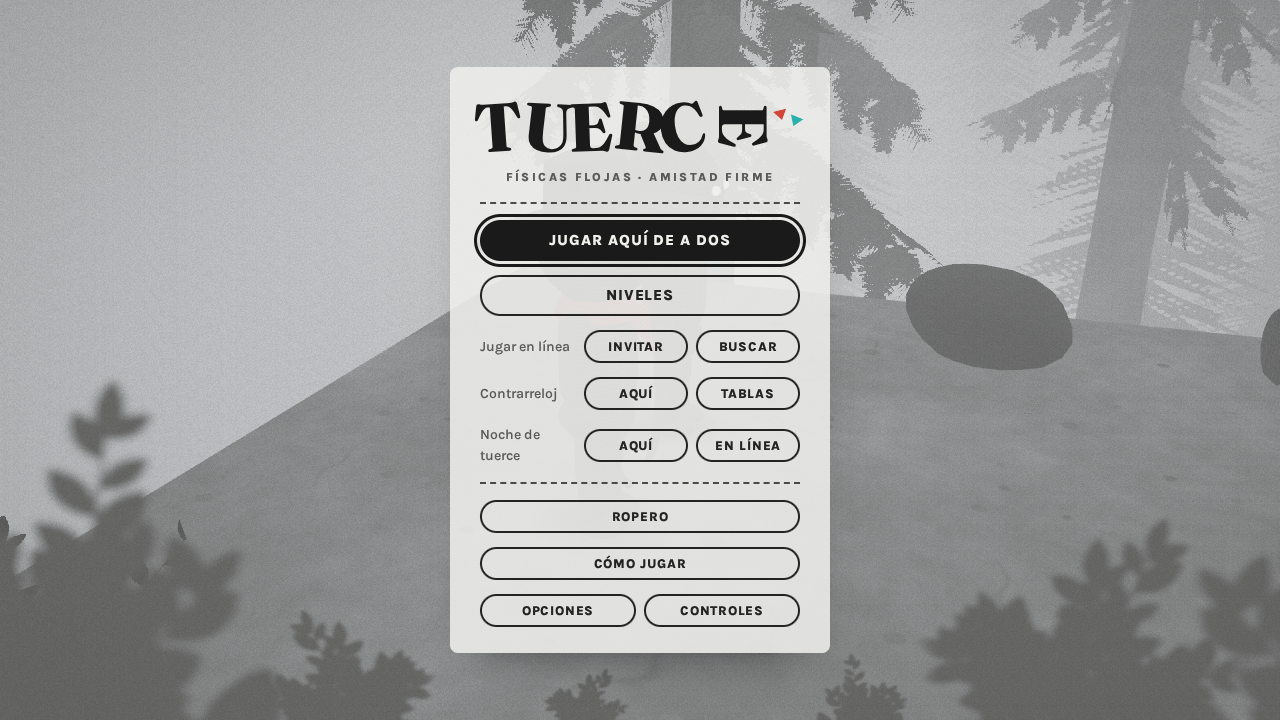 TUERCE
FÍSICAS FLOJAS · AMISTAD FIRME
JUGAR AQUÍ DE A DOS
NIVELES
Jugar en línea INVITAR BUSCAR
Contrarreloj AQUÍ TABLAS
Noche de
tuerce AQUÍ EN LÍNEA
ROPERO
CÓMO JUGAR
OPCIONES CONTROLES